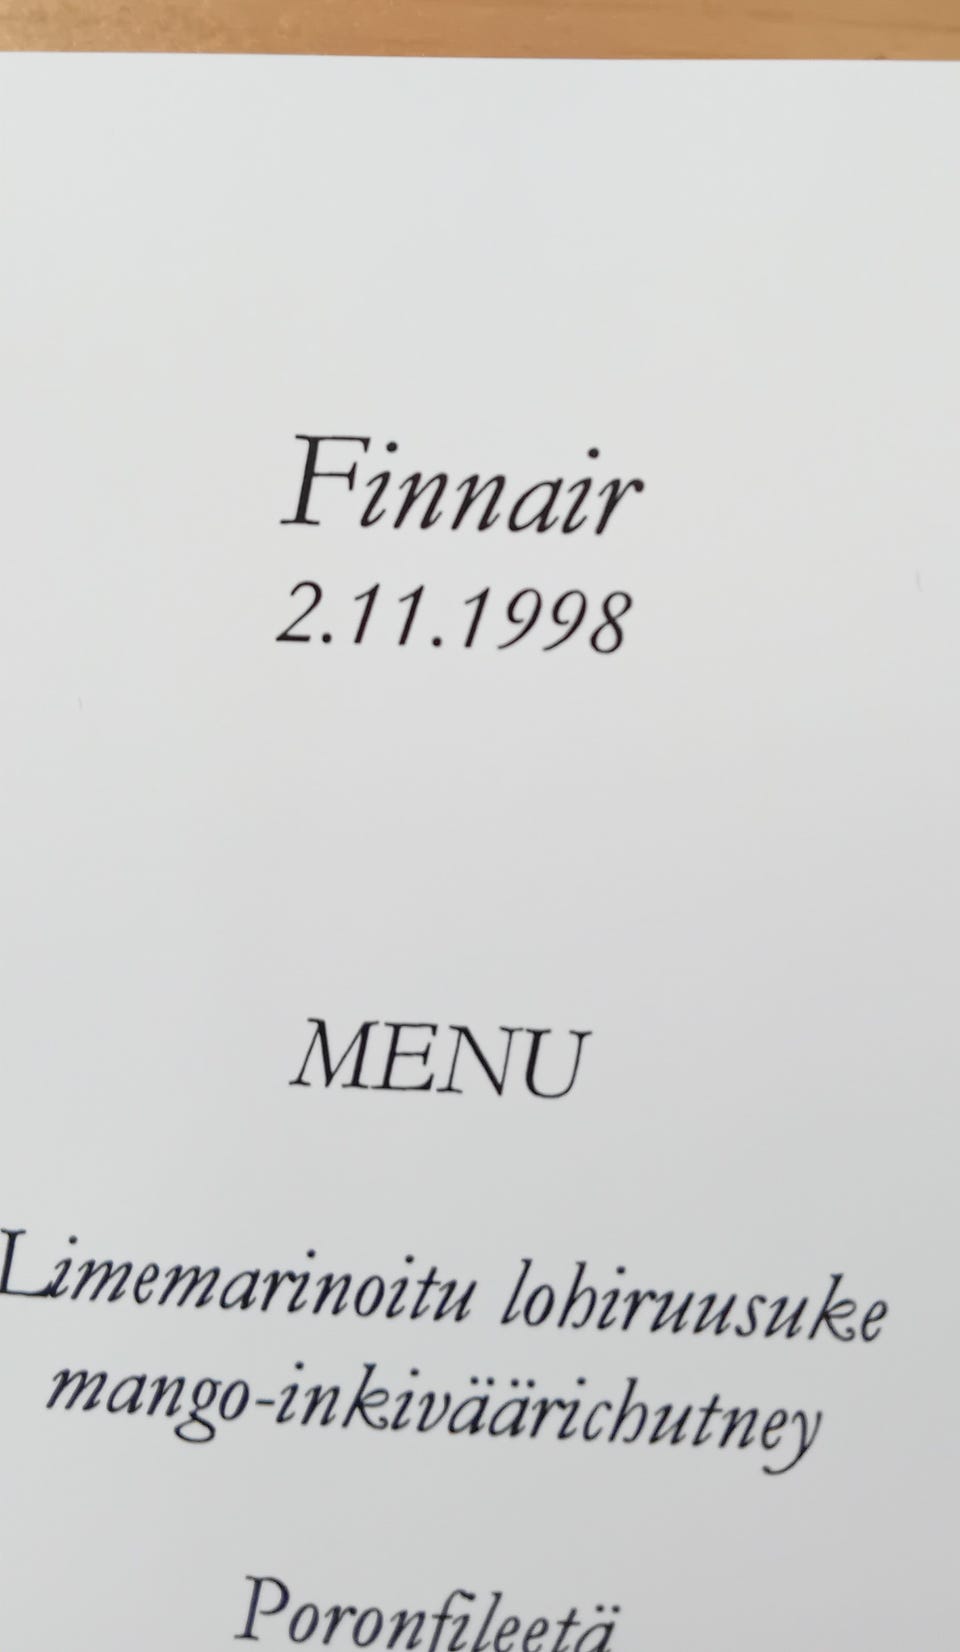 Finnair
2.11.1998
MENU
Limemarinoitu lohiruusuke
mango-inkiväärichutney
Poronfileetä